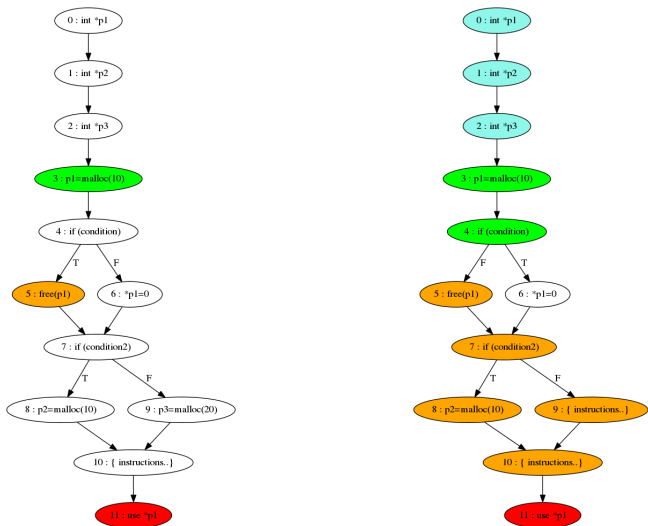 0 : int *p1
1 : int *p2
2 : int *p3
3 : p1=malloc(10)
4 : if (condition)
T
F
5 : free(p1)
6 : *p1=0
7 : if (condition2)
T
F
8 : p2=malloc(10)
9 : p3=malloc(20)
10 : { instructions..}
11 : use *p1
0 : int *p1
1 : int *p2
2 : int *p3
3 : p1=malloc(10)
4 : if (condition)
F
T
5 : free(p1)
6 : *p1=0
7 : if (condition2)
T
F
8 : p2=malloc(10)
9 : { instructions..}
10 : { instructions..}
11 : use *p1